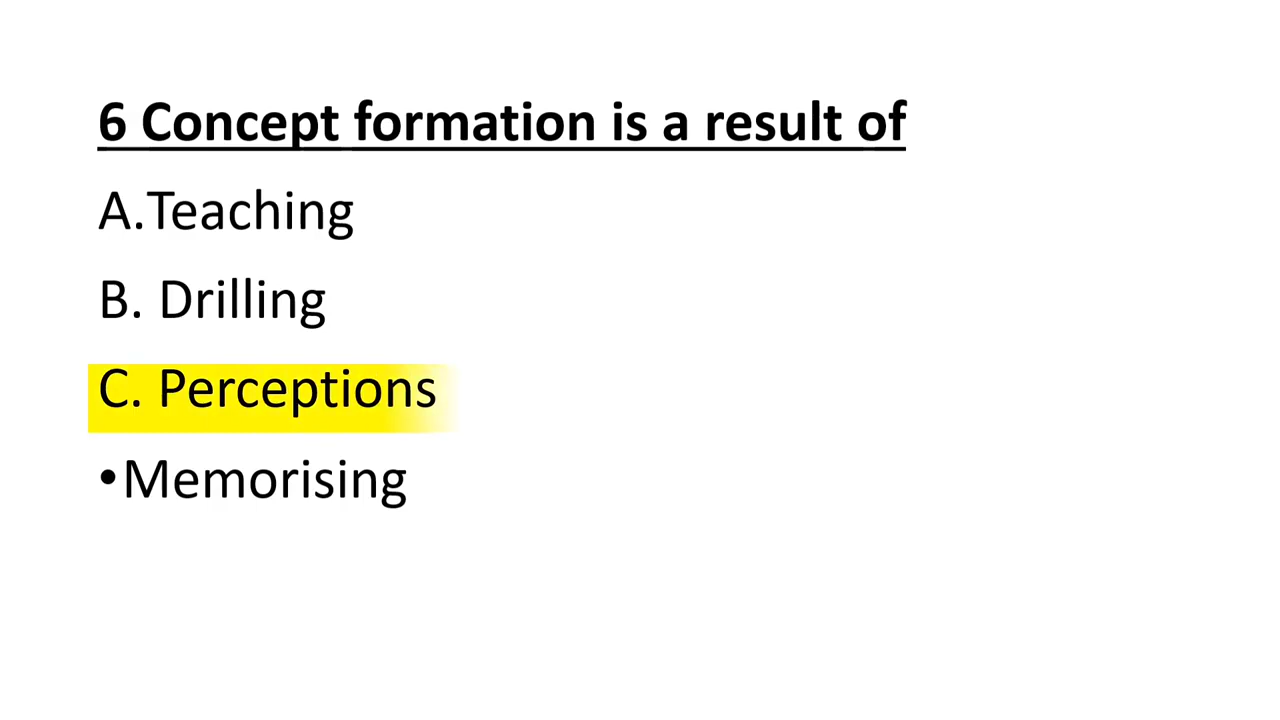 6 Concept formation is a result of
A.Teaching
B. Drilling
C. Perceptions
•Memorising